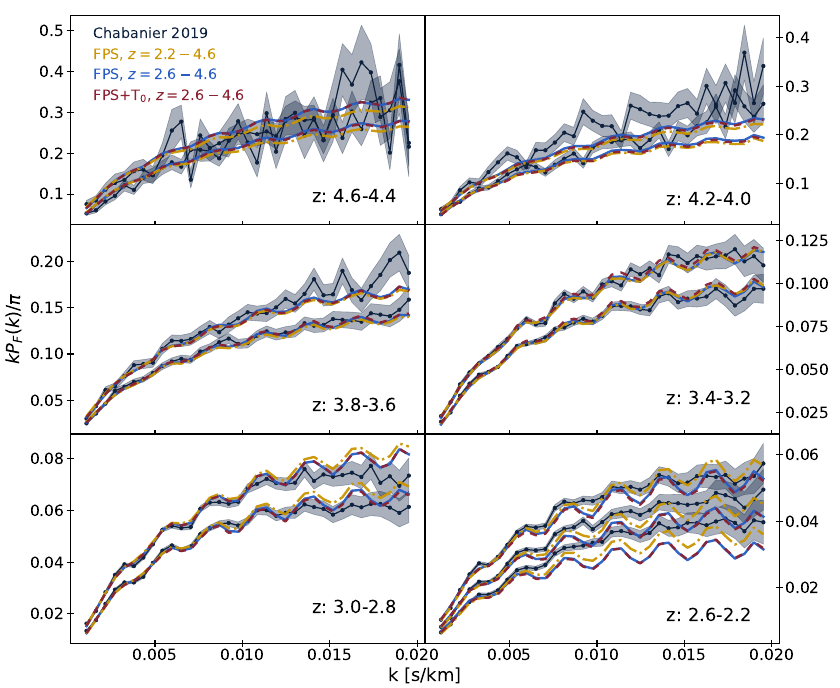 Chabanier 2019
FPS, z = 2.2 − 4.6
FPS, z = 2.6 − 4.6
FPS+T₀, z = 2.6 − 4.6
0.5
0.4
0.3
0.2
0.1
z: 4.6-4.4
0.4
0.3
0.2
0.1
z: 4.2-4.0
kP_F(k)/π
0.20
0.15
0.10
0.05
z: 3.8-3.6
0.125
0.100
0.075
0.050
0.025
z: 3.4-3.2
0.08
0.06
0.04
0.02
z: 3.0-2.8
0.06
0.04
0.02
z: 2.6-2.2
0.005 0.010 0.015 0.020 0.005 0.010 0.015 0.020
k [s/km]